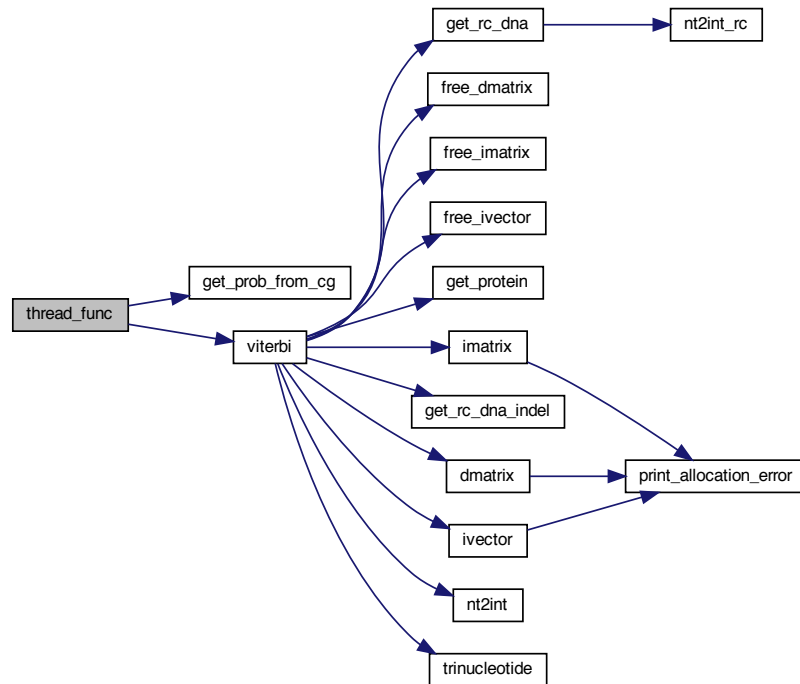 get_rc_dna
nt2int_rc
free_dmatrix
free_imatrix
free_ivector
get_prob_from_cg
get_protein
thread_func
viterbi
imatrix
get_rc_dna_indel
dmatrix
print_allocation_error
ivector
nt2int
trinucleotide